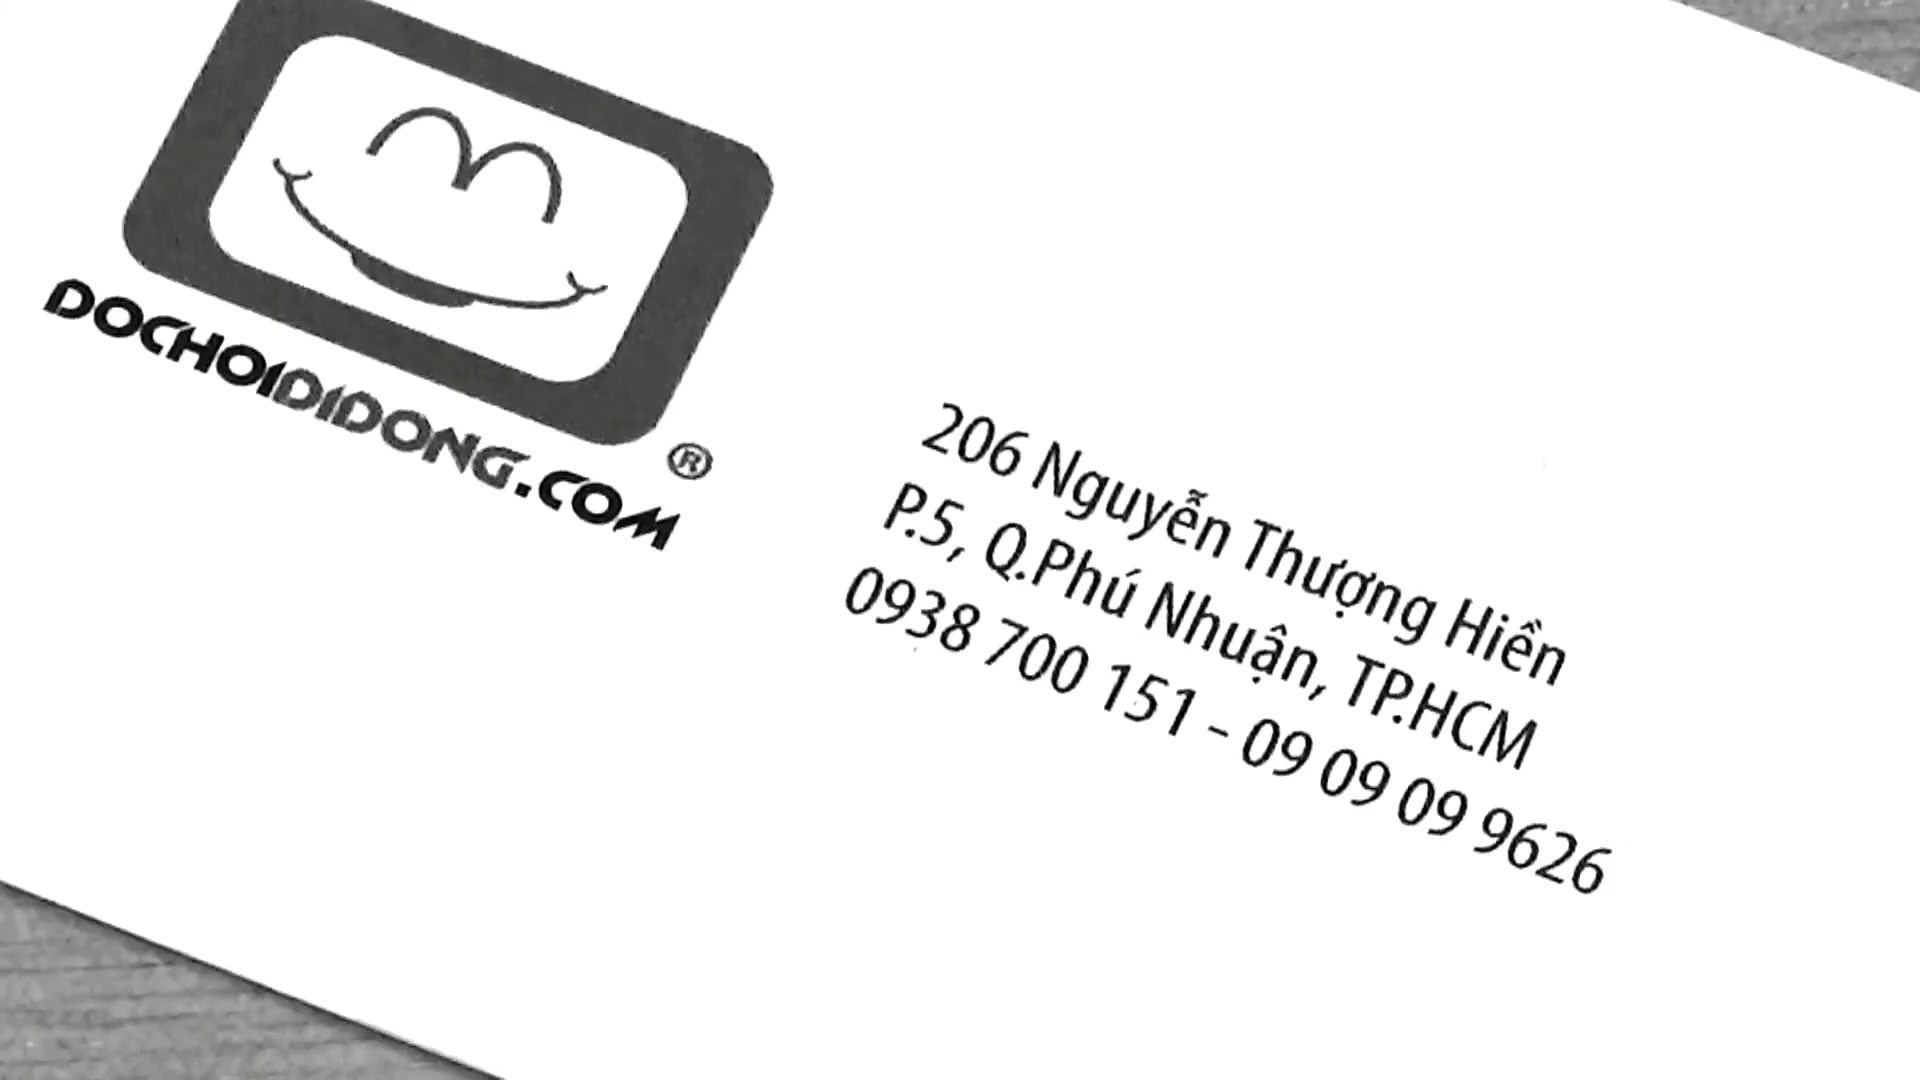 DOCHOIDIDONG.COM
®
206 Nguyễn Thượng Hiền
P.5, Q.Phú Nhuận, TP.HCM
0938 700 151 - 09 09 09 9626